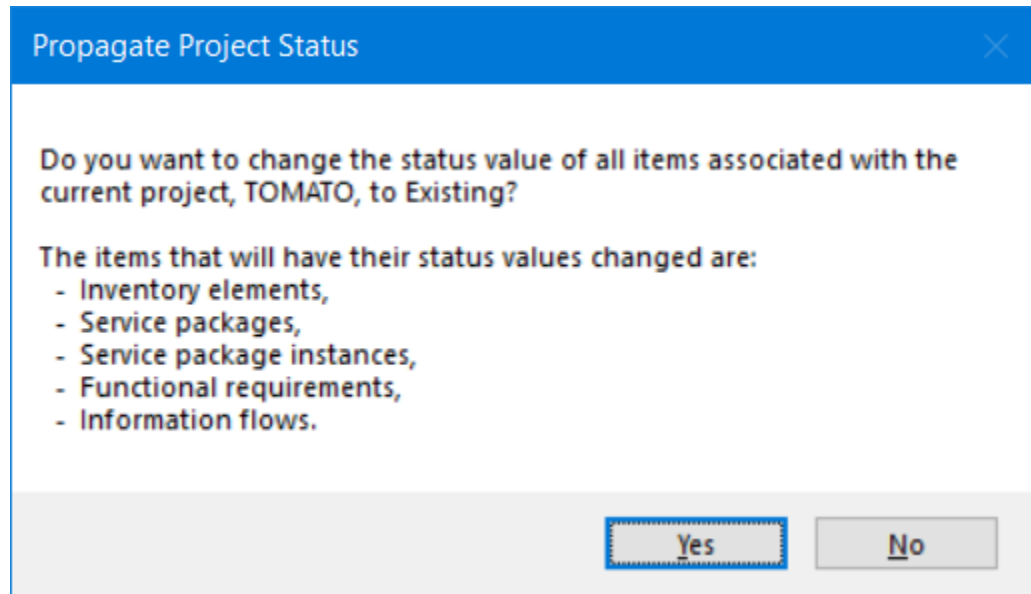 Propagate Project Status
Do you want to change the status value of all items associated with the
current project, TOMATO, to Existing?
The items that will have their status values changed are:
- Inventory elements,
- Service packages,
- Service package instances,
- Functional requirements,
- Information flows.
Yes
No